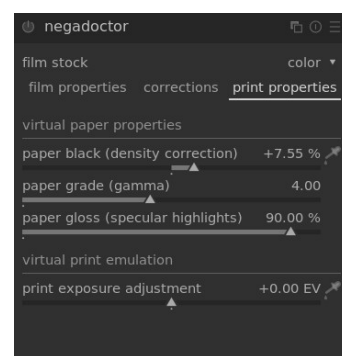 negadoctor
film stock color
film properties corrections print properties
virtual paper properties
paper black (density correction) +7.55 %
paper grade (gamma) 4.00
paper gloss (specular highlights) 90.00 %
virtual print emulation
print exposure adjustment +0.00 EV